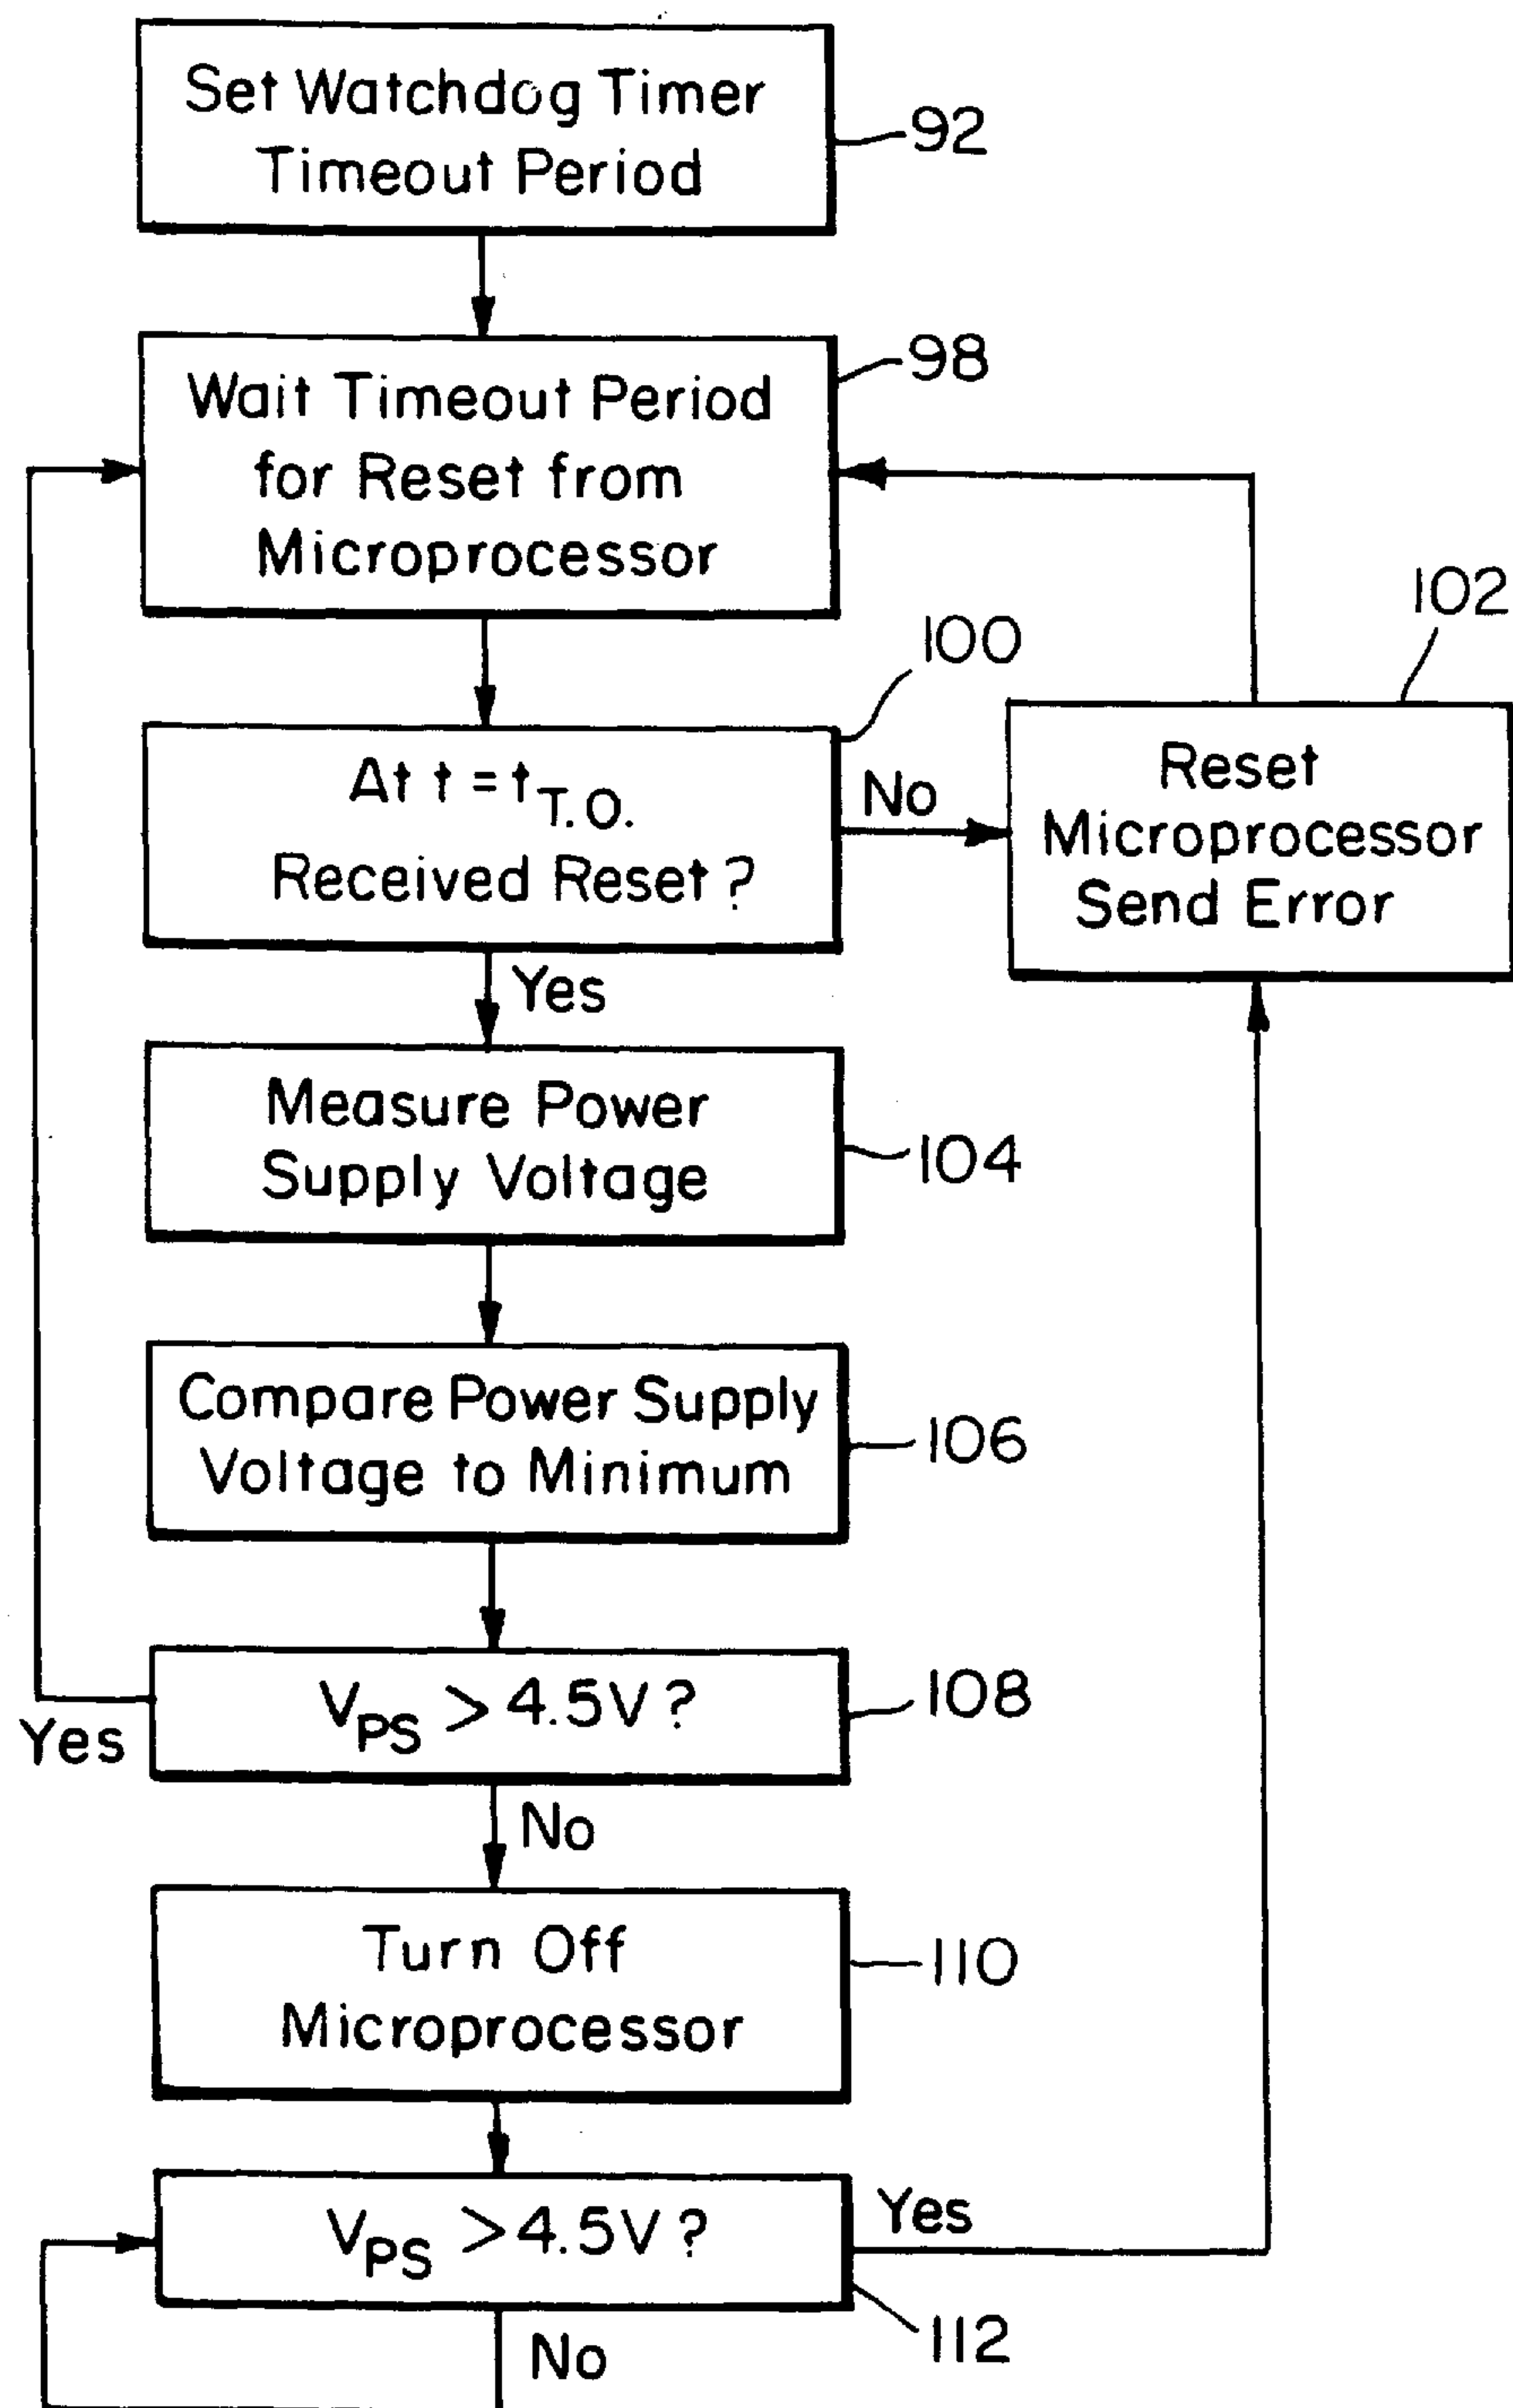 Set Watchdog Timer
Timeout Period
92
Wait Timeout Period
for Reset from
Microprocessor
98
At t = tT.O.
Received Reset?
100
No
Reset
Microprocessor
Send Error
102
Yes
Measure Power
Supply Voltage
104
Compare Power Supply
Voltage to Minimum
106
VPS > 4.5V?
108
Yes
No
Turn Off
Microprocessor
110
VPS > 4.5V?
Yes
112
No